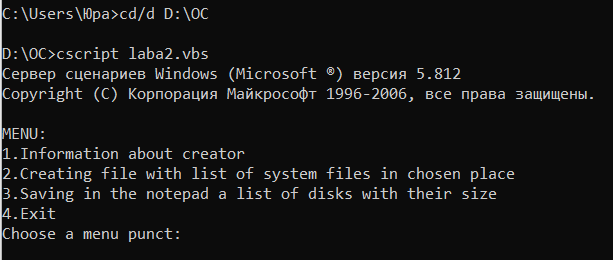 C:\Users\Юра>cd/d D:\OC
D:\OC>cscript laba2.vbs
Сервер сценариев Windows (Microsoft ®) версия 5.812
Copyright (C) Корпорация Майкрософт 1996-2006, все права защищены.
MENU:
1.Information about creator
2.Creating file with list of system files in chosen place
3.Saving in the notepad a list of disks with their size
4.Exit
Choose a menu punct: